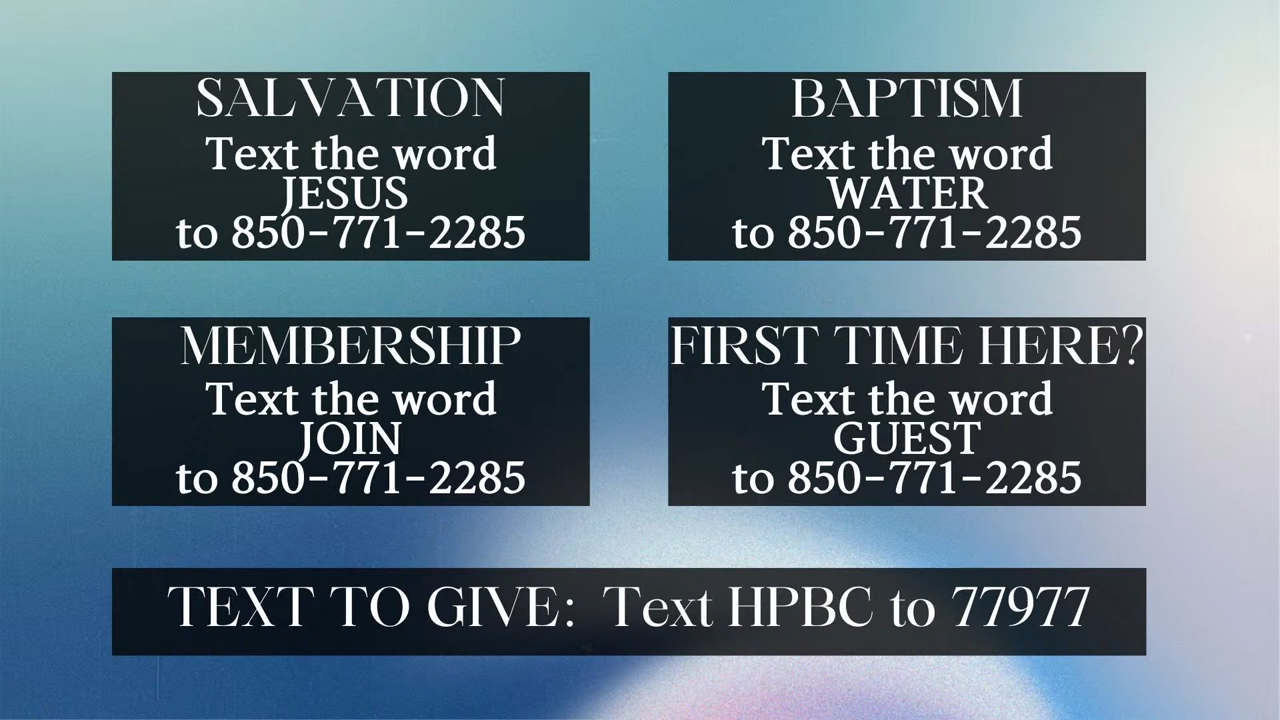 SALVATION
Text the word
JESUS
to 850-771-2285
BAPTISM
Text the word
WATER
to 850-771-2285
MEMBERSHIP
Text the word
JOIN
to 850-771-2285
FIRST TIME HERE?
Text the word
GUEST
to 850-771-2285
TEXT TO GIVE: Text HPBC to 77977